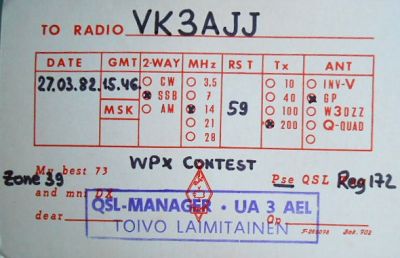 TO RADIO VK3AJJ
DATE GMT 2-WAY MHz RST Tx ANT
27.03.82. 15.46 MSK 59
CW SSB AM
3,5 7 14 21 28
10 40 100 200
INV-V GP W3DZZ Q-QUAD
WPX CONTEST
My best 73 Pse QSL
Zone 39 Reg 172
and mni DX
QSL-MANAGER · UA 3 AEL
dear Op
TOIVO LAIMITAINEN